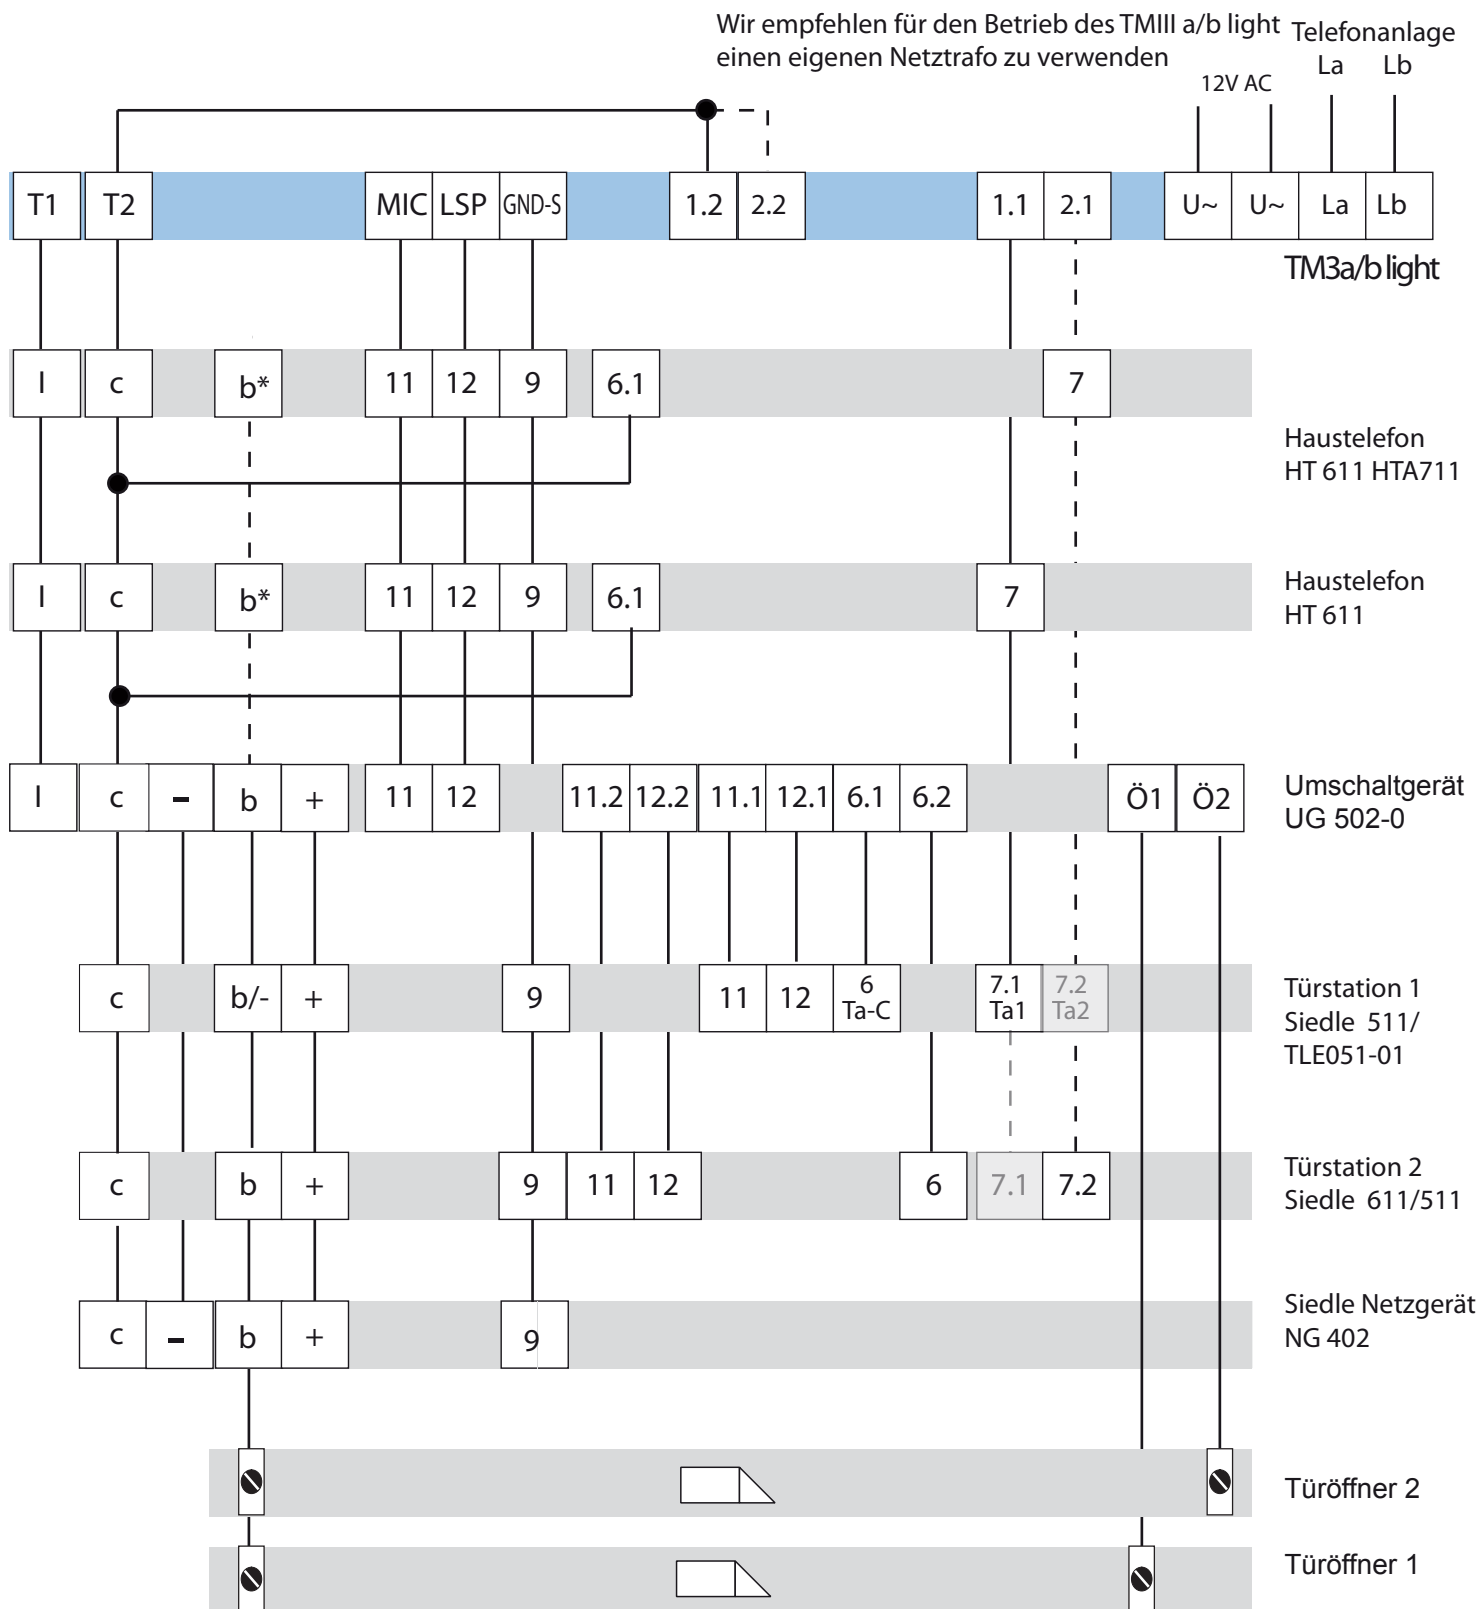 Wir empfehlen für den Betrieb des TMIII a/b light
einen eigenen Netztrafo zu verwenden
Telefonanlage
La Lb
12V AC
T1 T2 MIC LSP GND-S 1.2 2.2 1.1 2.1 U~ U~ La Lb
TM3a/b light
I c b* 11 12 9 6.1 7
Haustelefon
HT 611 HTA711
I c b* 11 12 9 6.1 7
Haustelefon
HT 611
I c - b + 11 12 11.2 12.2 11.1 12.1 6.1 6.2 Ö1 Ö2
Umschaltgerät
UG 502-0
c b/- + 9 11 12 6 Ta-C 7.1 Ta1 7.2 Ta2
Türstation 1
Siedle 511/
TLE051-01
c b + 9 11 12 6 7.1 7.2
Türstation 2
Siedle 611/511
c - b + 9
Siedle Netzgerät
NG 402
Türöffner 2
Türöffner 1